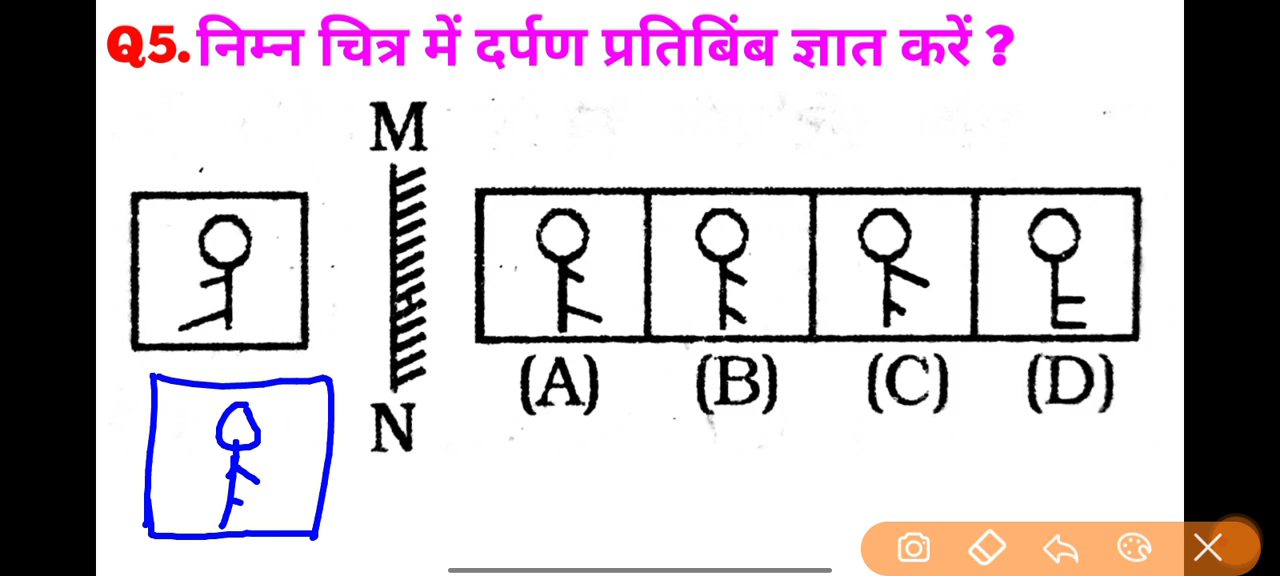 Q5. निम्न चित्र में दर्पण प्रतिबिंब ज्ञात करें ?
M
N
(A) (B) (C) (D)